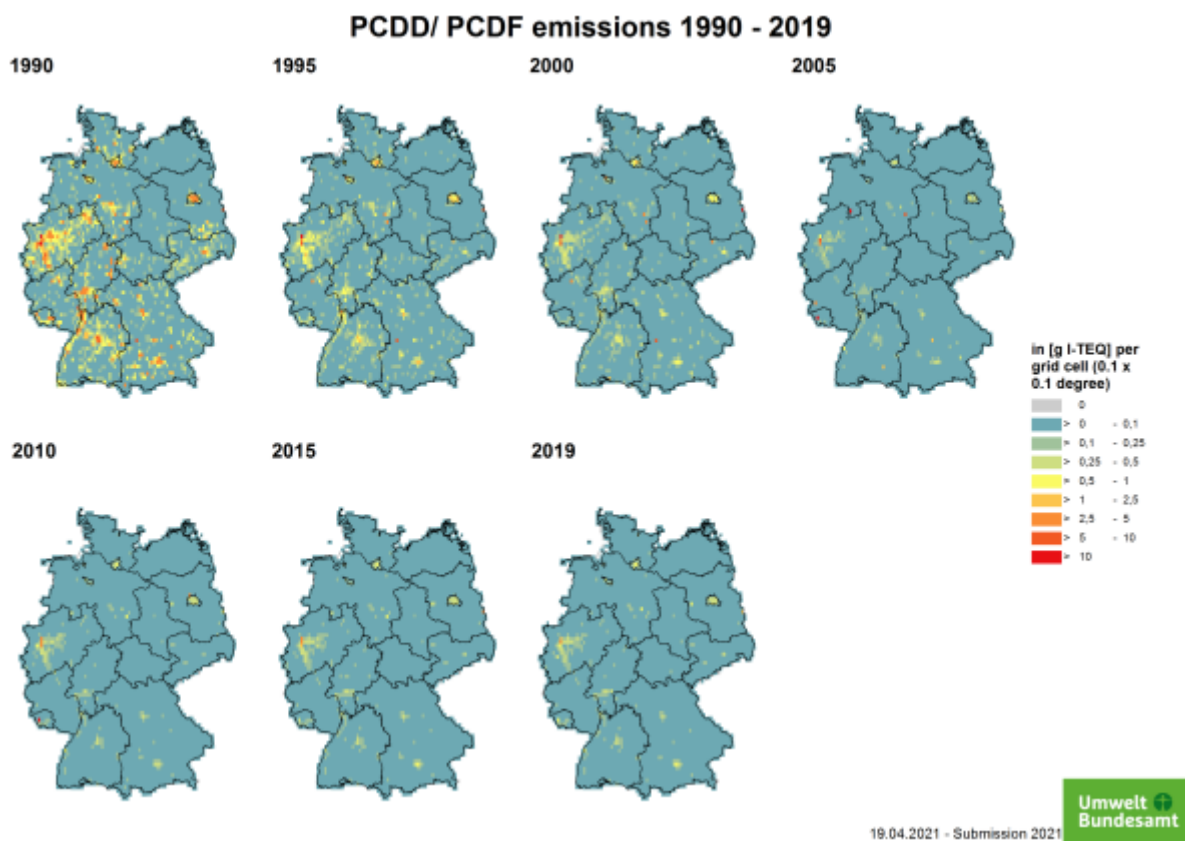 PCDD/ PCDF emissions 1990 - 2019
1990
1995
2000
2005
2010
2015
2019
in [g I-TEQ] per
grid cell (0.1 x
0.1 degree)
0
> 0 - 0,1
> 0,1 - 0,25
> 0,25 - 0,5
> 0,5 - 1
> 1 - 2,5
> 2,5 - 5
> 5 - 10
> 10
19.04.2021 - Submission 2021
Umwelt
Bundesamt